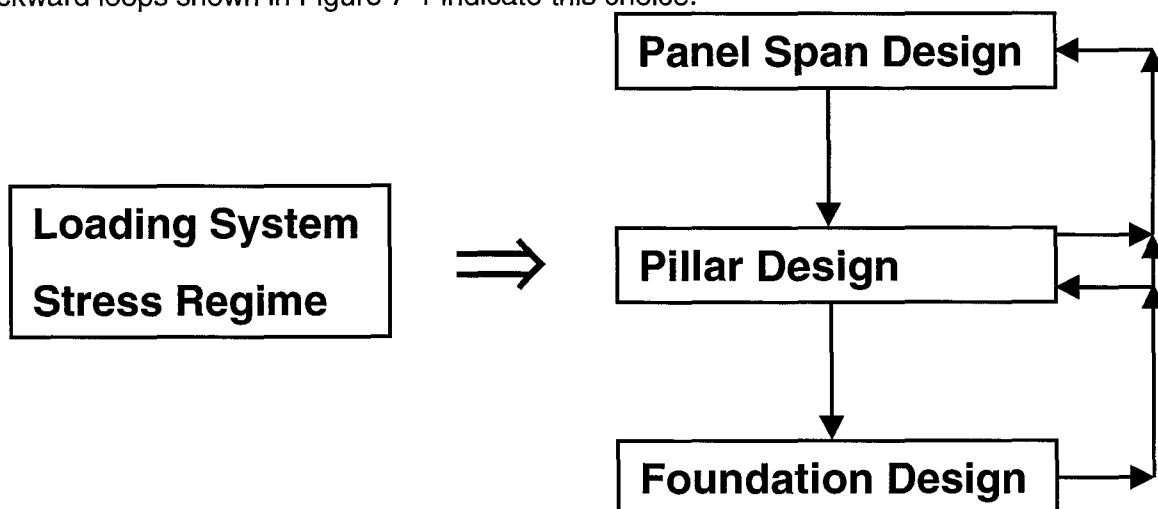 ckward loops shown in Figure 7-1 indicate this choice.
Panel Span Design
Loading System
Stress Regime
Pillar Design
Foundation Design